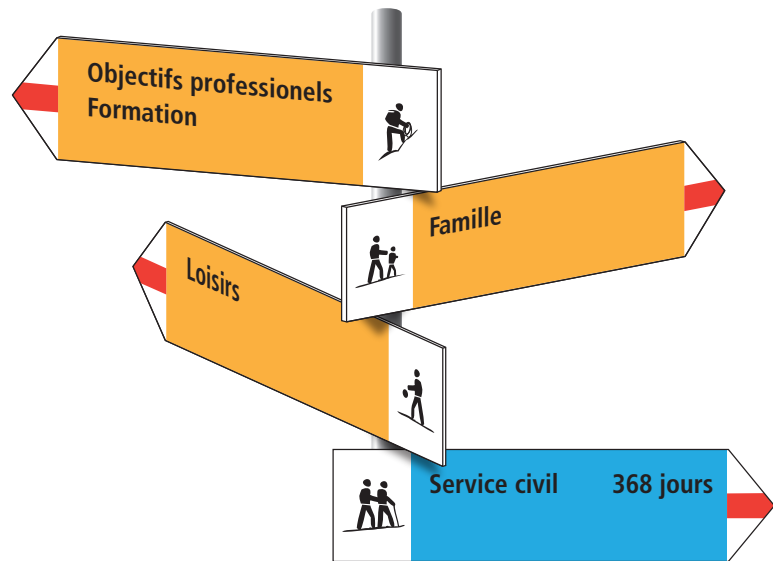 Objectifs professionels
Formation
Famille
Loisirs
Service civil 368 jours